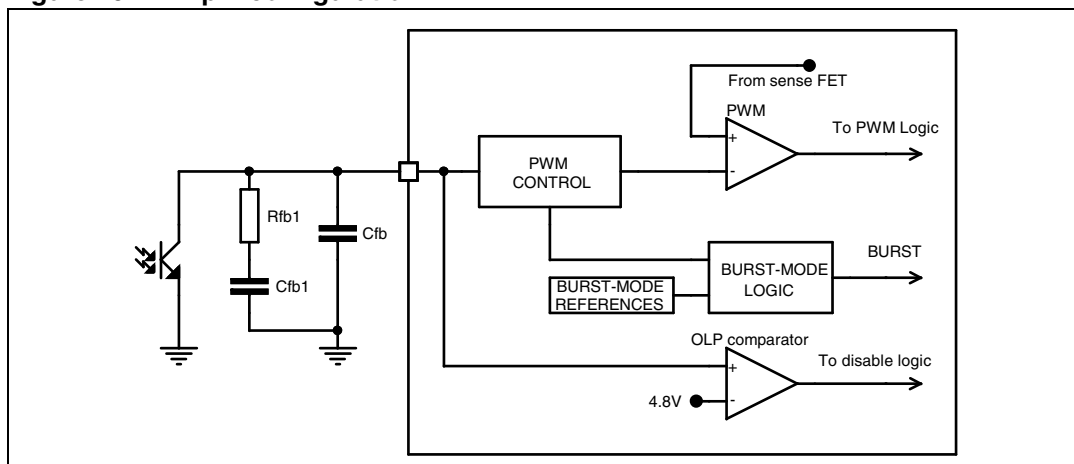 From sense FET
PWM
+
-
To PWM Logic
PWM
CONTROL
Rfb1
Cfb
Cfb1
BURST
BURST-MODE
LOGIC
BURST-MODE
REFERENCES
OLP comparator
+
-
To disable logic
4.8V